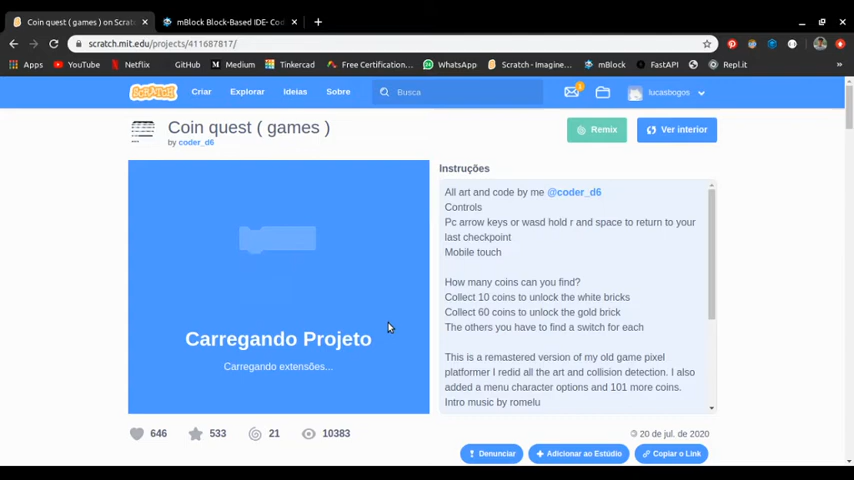 Coin quest ( games ) on Scratch
mBlock Block-Based IDE- Cod
scratch.mit.edu/projects/411687817/
Apps YouTube Netflix GitHub Medium Tinkercad Free Certification... WhatsApp Scratch - Imagine... mBlock FastAPI Repl.it
SCRATCH Criar Explorar Ideias Sobre Busca 1 lucasbogos
Coin quest ( games )
by coder_d6
Remix Ver interior
Carregando Projeto
Carregando extensões...
Instruções
All art and code by me @coder_d6
Controls
Pc arrow keys or wasd hold r and space to return to your
last checkpoint
Mobile touch
How many coins can you find?
Collect 10 coins to unlock the white bricks
Collect 60 coins to unlock the gold brick
The others you have to find a switch for each
This is a remastered version of my old game pixel
platformer I redid all the art and collision detection. I also
added a menu character options and 101 more coins.
Intro music by romelu
646 533 21 10383
20 de jul. de 2020
Denunciar Adicionar ao Estúdio Copiar o Link